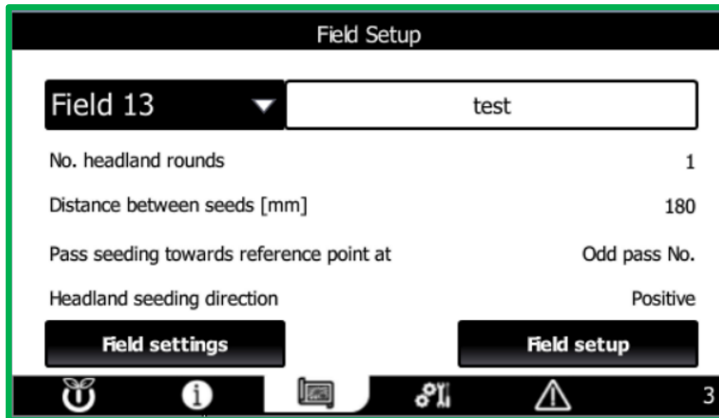 Field Setup
Field 13 test
No. headland rounds 1
Distance between seeds [mm] 180
Pass seeding towards reference point at Odd pass No.
Headland seeding direction Positive
Field settings Field setup
3